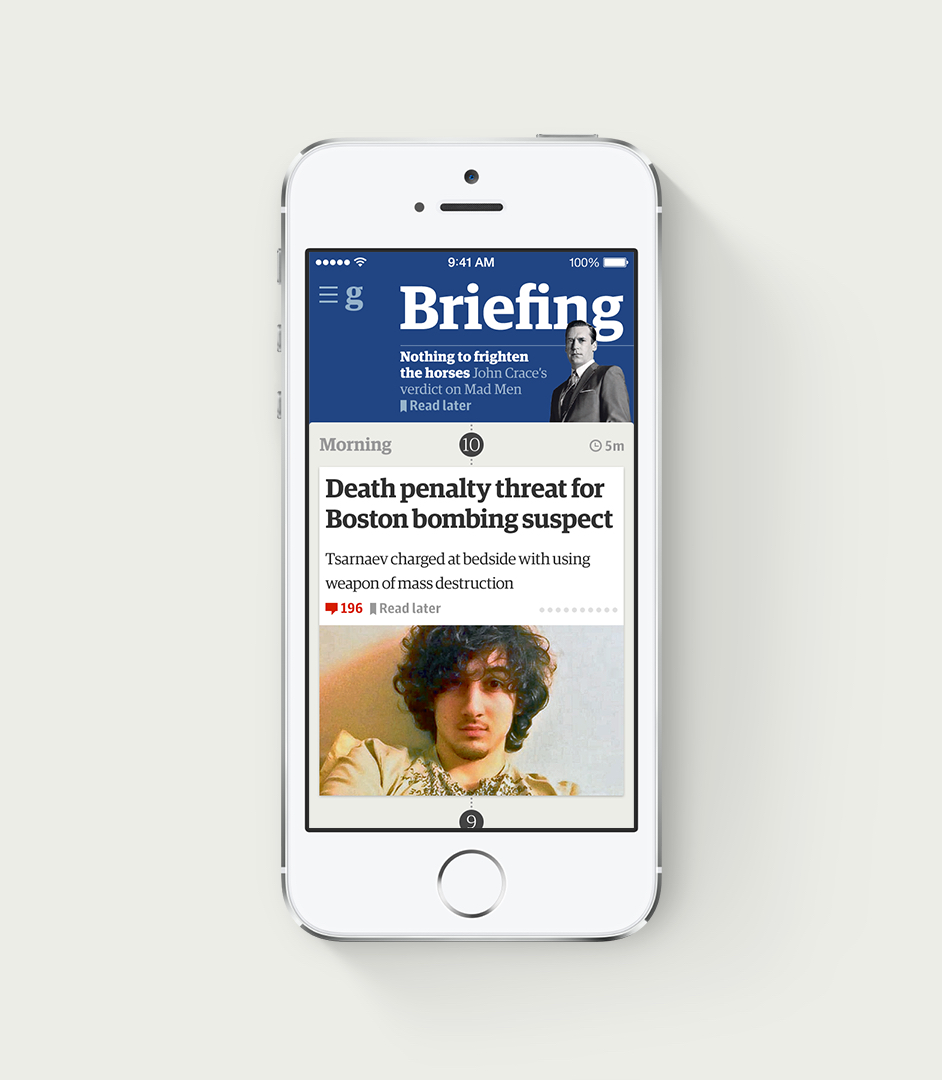 9:41 AM
100%
g
Briefing
Nothing to frighten
the horses John Crace's
verdict on Mad Men
Read later
Morning
10
5m
Death penalty threat for
Boston bombing suspect
Tsarnaev charged at bedside with using
weapon of mass destruction
196 Read later
9